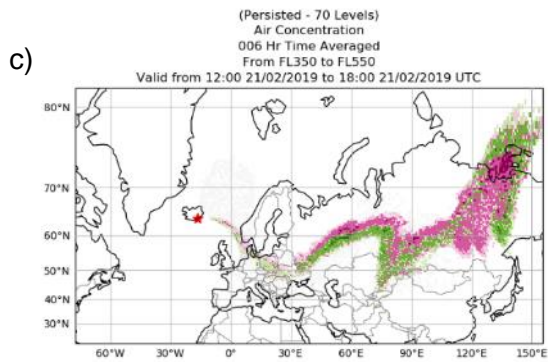 (Persisted - 70 Levels)
Air Concentration
006 Hr Time Averaged
From FL350 to FL550
Valid from 12:00 21/02/2019 to 18:00 21/02/2019 UTC
c)
80°N
70°N
60°N
50°N
40°N
30°N
60°W 30°W 0° 30°E 60°E 90°E 120°E 150°E